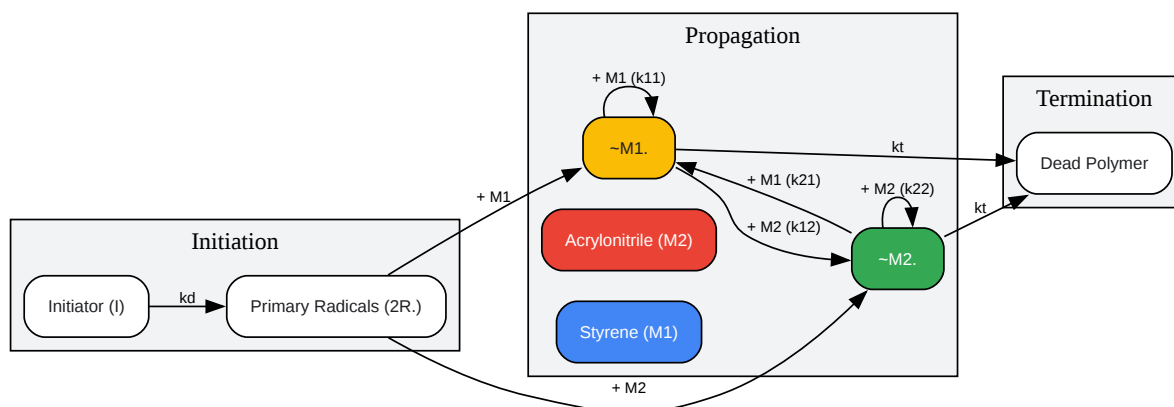 Propagation
Termination
Initiation
+ M1 (k11)
~M1.
kt
Dead Polymer
+ M1 (k21)
+ M2 (k22)
+ M1
kt
+ M2 (k12)
Acrylonitrile (M2)
~M2.
Initiator (I)
kd
Primary Radicals (2R.)
Styrene (M1)
+ M2